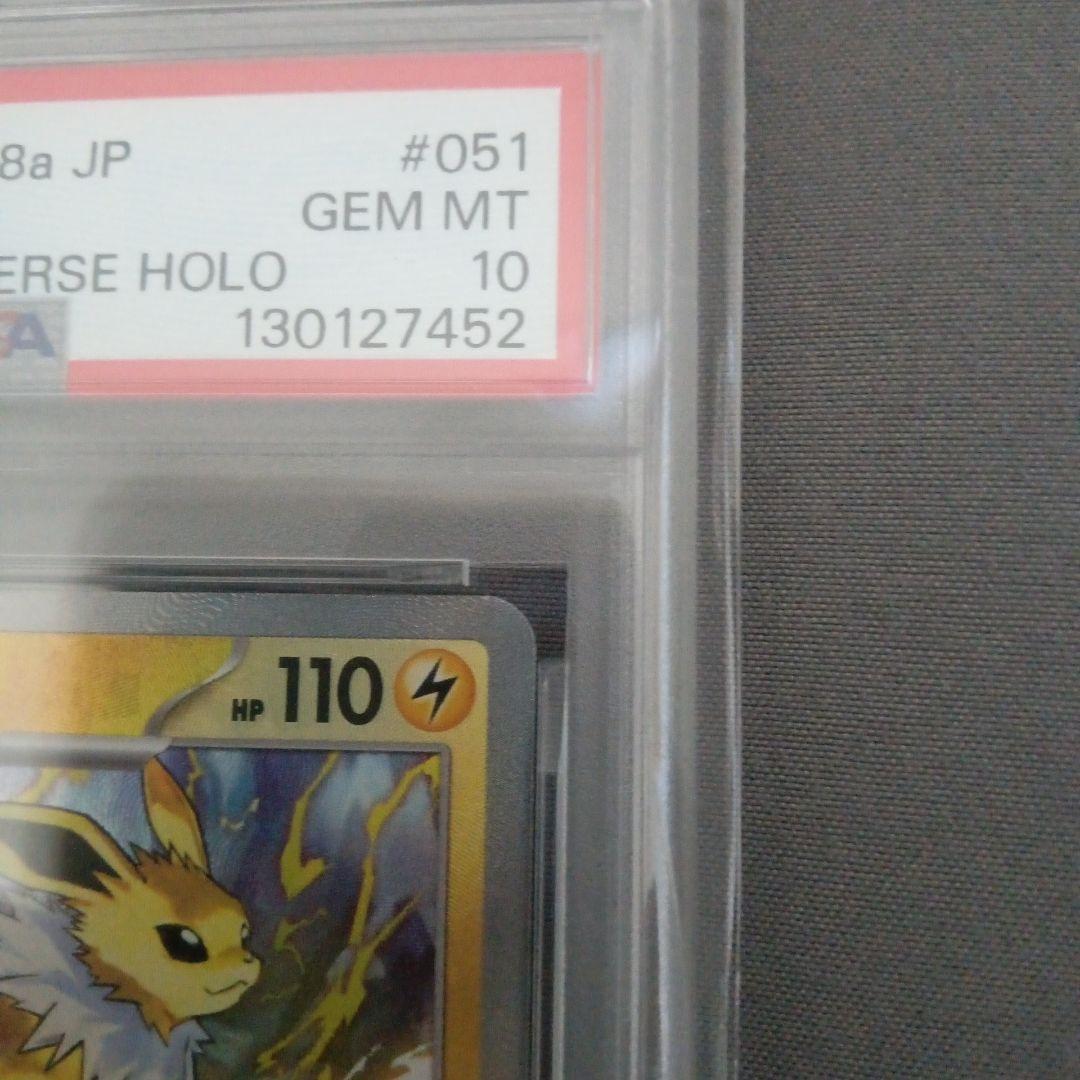 8a JP #051
GEM MT
ERSE HOLO 10
130127452
HP 110